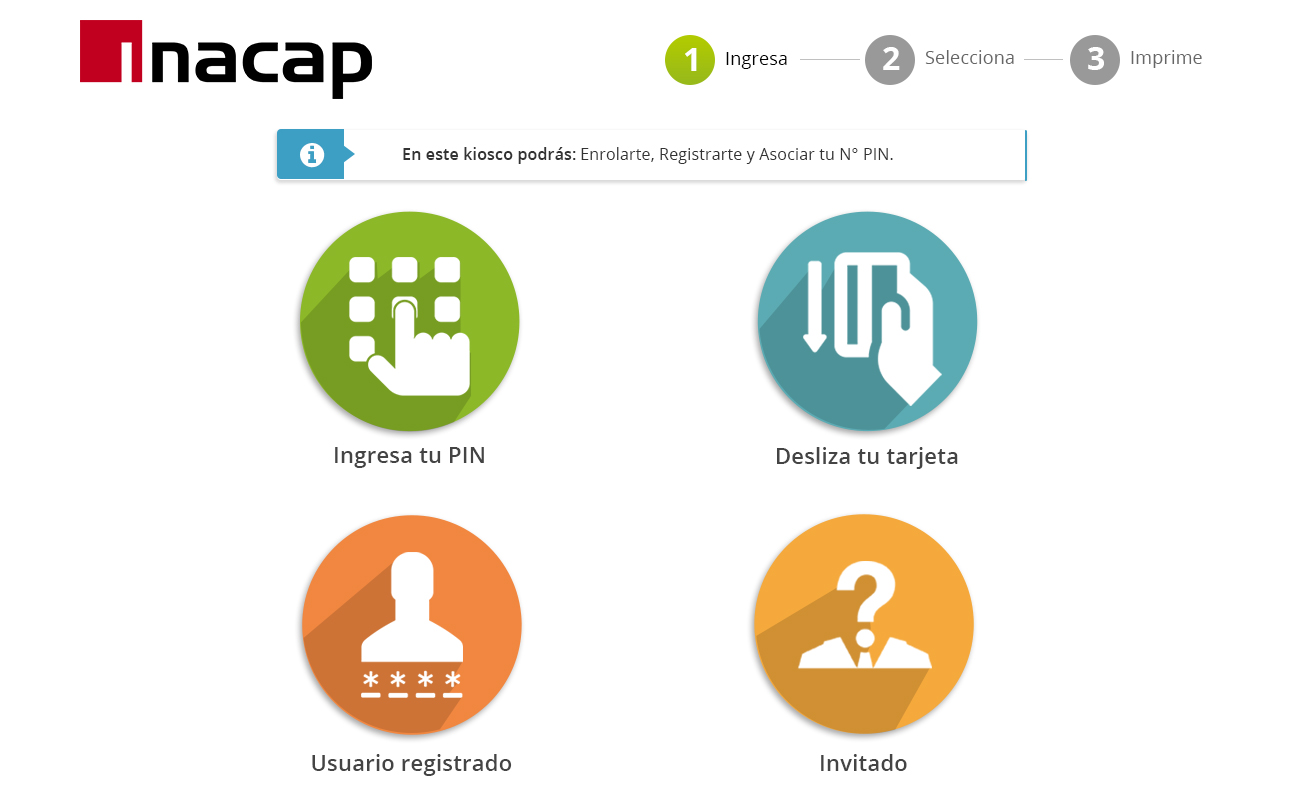 inacap
1 Ingresa 2 Selecciona 3 Imprime
En este kiosco podrás: Enrolarte, Registrarte y Asociar tu N° PIN.
Ingresa tu PIN
Desliza tu tarjeta
* * * *
Usuario registrado
?
Invitado